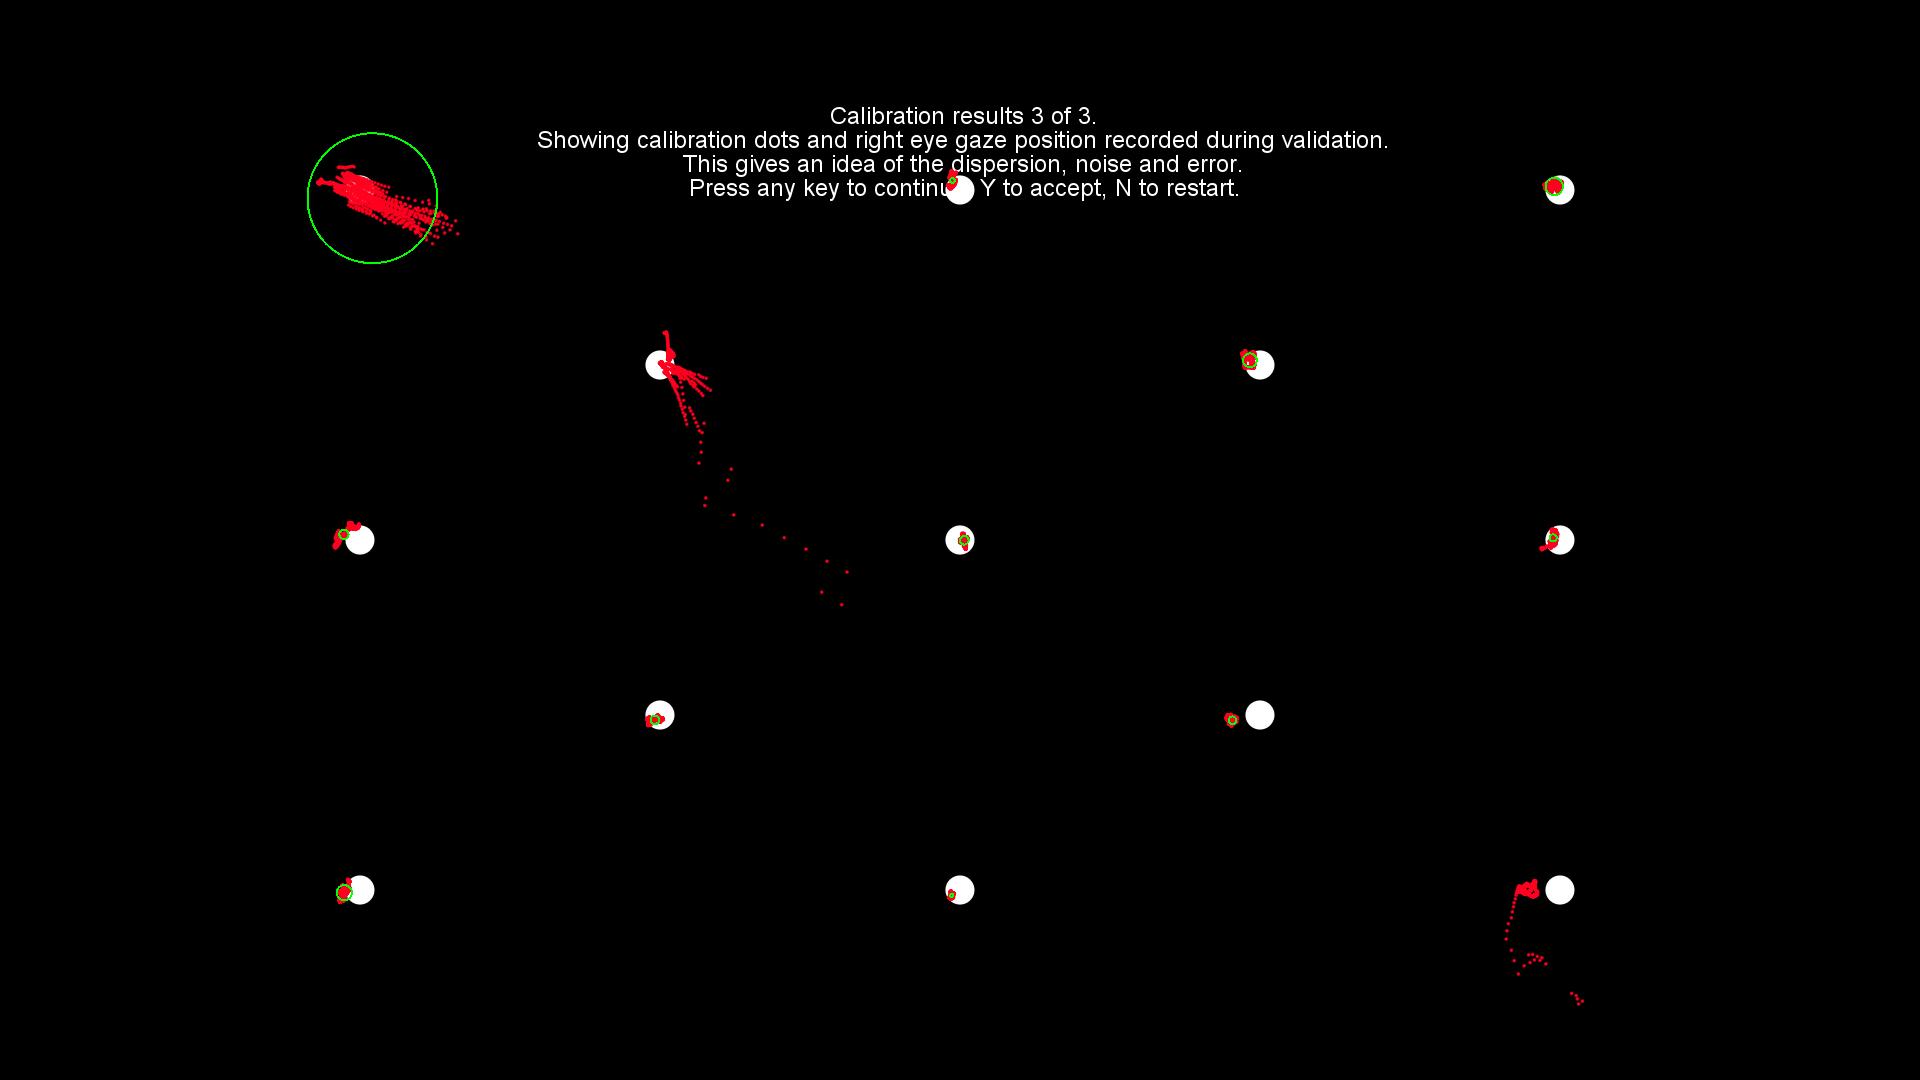 Calibration results 3 of 3.
Showing calibration dots and right eye gaze position recorded during validation.
This gives an idea of the dispersion, noise and error.
Press any key to continu Y to accept, N to restart.